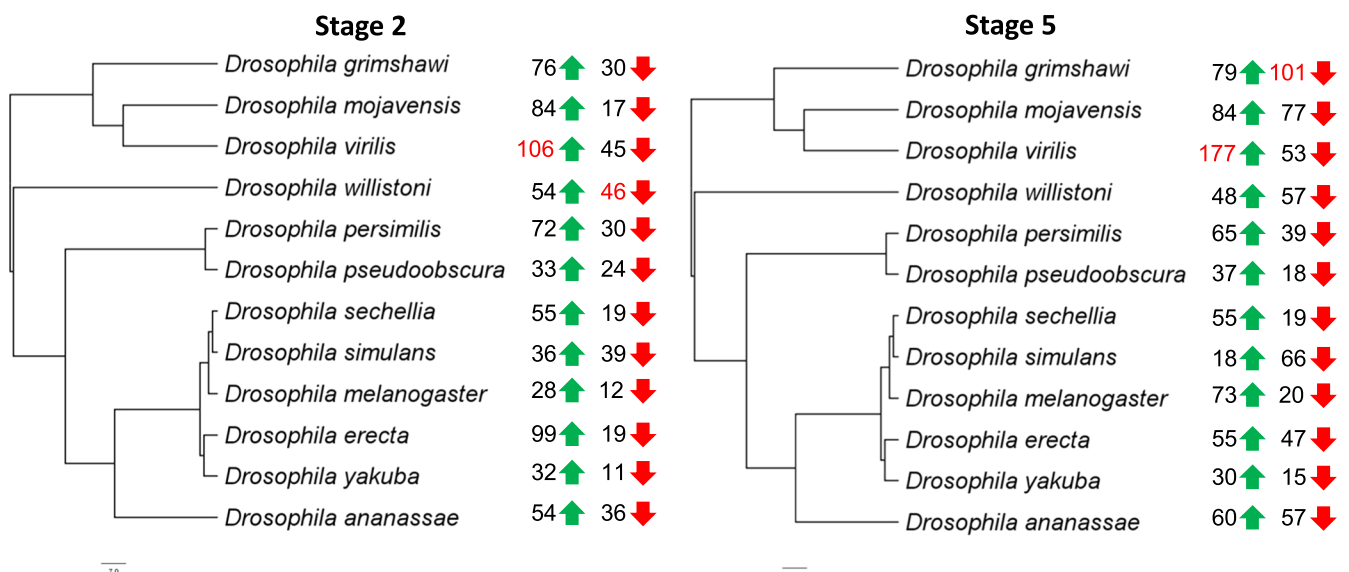 Stage 2
Drosophila grimshawi 76 30
Drosophila mojavensis 84 17
Drosophila virilis 106 45
Drosophila willistoni 54 46
Drosophila persimilis 72 30
Drosophila pseudoobscura 33 24
Drosophila sechellia 55 19
Drosophila simulans 36 39
Drosophila melanogaster 28 12
Drosophila erecta 99 19
Drosophila yakuba 32 11
Drosophila ananassae 54 36
Stage 5
Drosophila grimshawi 79 101
Drosophila mojavensis 84 77
Drosophila virilis 177 53
Drosophila willistoni 48 57
Drosophila persimilis 65 39
Drosophila pseudoobscura 37 18
Drosophila sechellia 55 19
Drosophila simulans 18 66
Drosophila melanogaster 73 20
Drosophila erecta 55 47
Drosophila yakuba 30 15
Drosophila ananassae 60 57